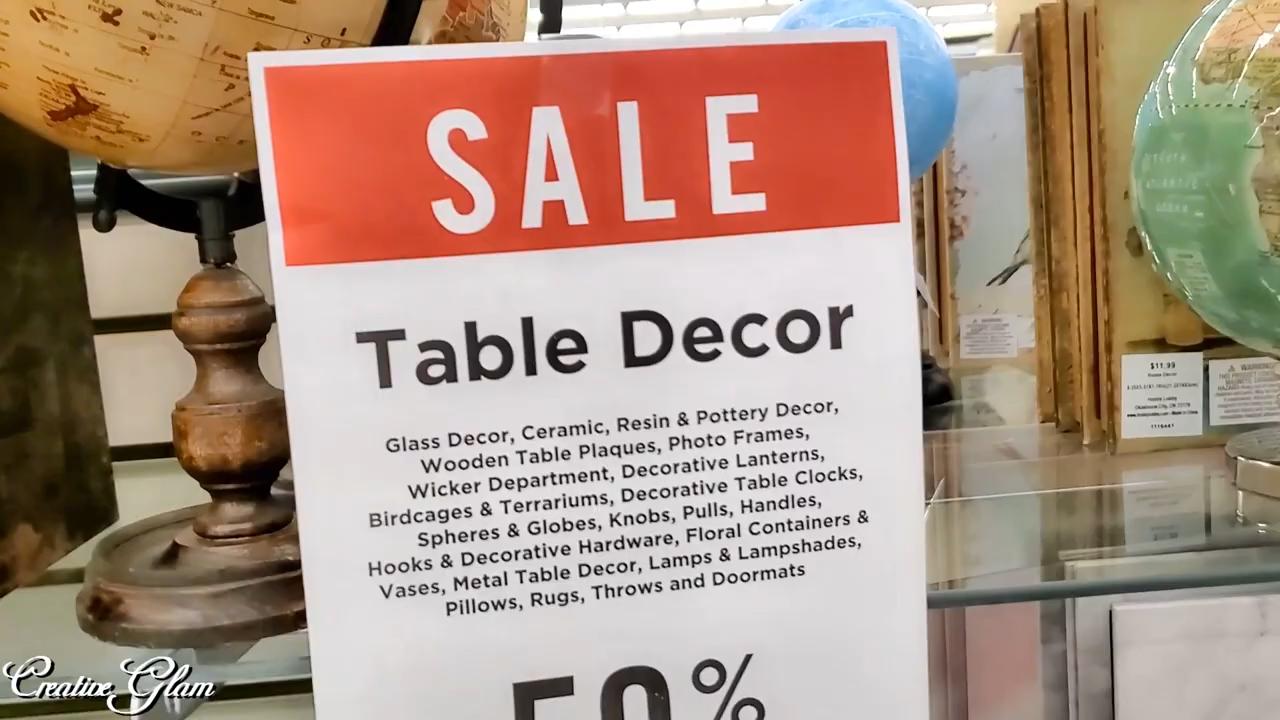 SALE
Table Decor
Glass Decor, Ceramic, Resin & Pottery Decor,
Wooden Table Plaques, Photo Frames,
Wicker Department, Decorative Lanterns,
Birdcages & Terrariums, Decorative Table Clocks,
Spheres & Globes, Knobs, Pulls, Handles,
Hooks & Decorative Hardware, Floral Containers &
Vases, Metal Table Decor, Lamps & Lampshades,
Pillows, Rugs, Throws and Doormats
50%
$11.99
WARNING
Creative Glam